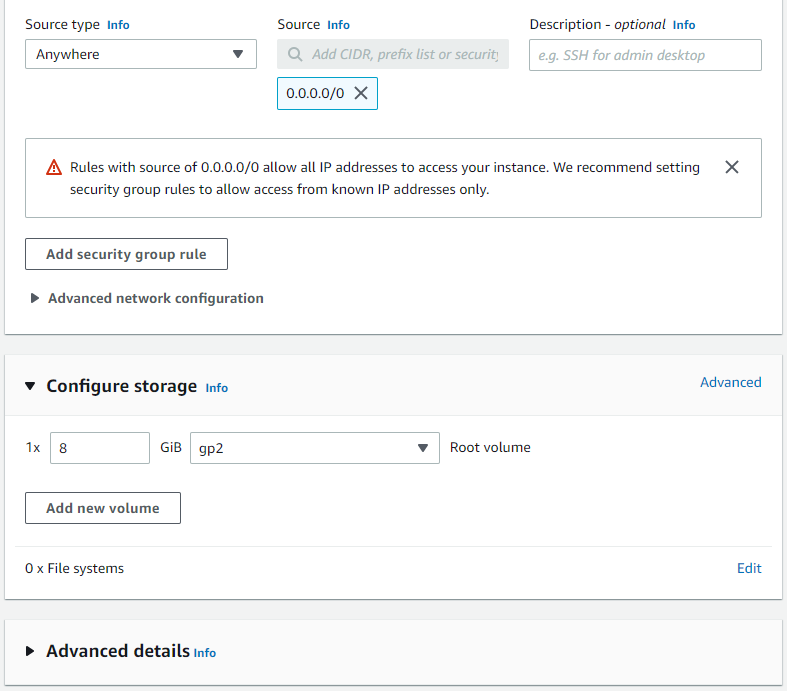 Source type Info
Source Info
Description - optional Info
Anywhere
Add CIDR, prefix list or security
e.g. SSH for admin desktop
0.0.0.0/0
Rules with source of 0.0.0.0/0 allow all IP addresses to access your instance. We recommend setting
security group rules to allow access from known IP addresses only.
Add security group rule
Advanced network configuration
Configure storage Info
Advanced
1x 8 GiB gp2 Root volume
Add new volume
0 x File systems
Edit
Advanced details Info